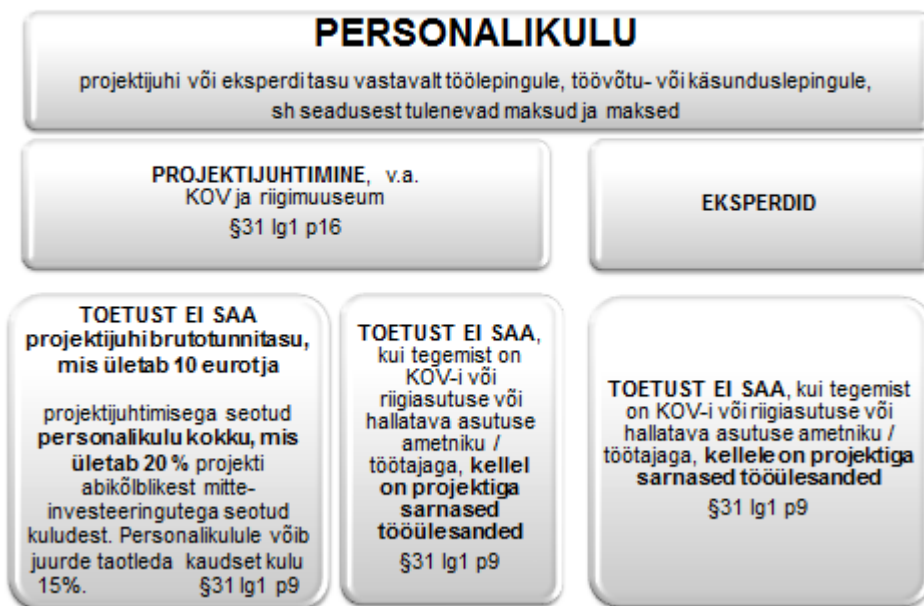 PERSONALIKULU
projektijuhi või eksperdi tasu vastavalt töölepingule, töövõtu- või käsunduslepingule,
sh seadusest tulenevad maksud ja maksed
PROJEKTIJUHTIMINE, v.a.
KOV ja riigimuuseum
§31 lg1 p16
EKSPERDID
TOETUST EI SAA
projektijuhi brutotunnitasu,
mis ületab 10 eurot ja
projektijuhtimisega seotud
personalikulu kokku, mis
ületab 20 % projekti
abikõlblikest mitte-
investeeringutega seotud
kuludest. Personalikulule võib
juurde taotleda kaudset kulu
15%. §31 lg1 p9
TOETUST EI SAA,
kui tegemist on
KOV-i või
riigiasutuse või
hallatava asutuse
ametniku /
töötajaga, kellel
on projektiga
sarnased
tööülesanded
§31 lg1 p9
TOETUST EI SAA, kui tegemist
on KOV-i või riigiasutuse või
hallatava asutuse ametniku /
töötajaga, kellele on projektiga
sarnased tööülesanded
§31 lg1 p9